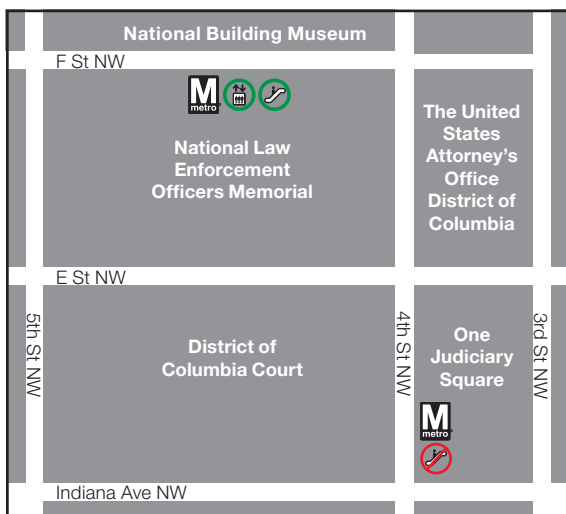 National Building Museum
F St NW
M
metro
National Law
Enforcement
Officers Memorial
The United
States
Attorney's
Office
District of
Columbia
E St NW
5th St NW
District of
Columbia Court
4th St NW
One
Judiciary
Square
3rd St NW
M
metro
Indiana Ave NW